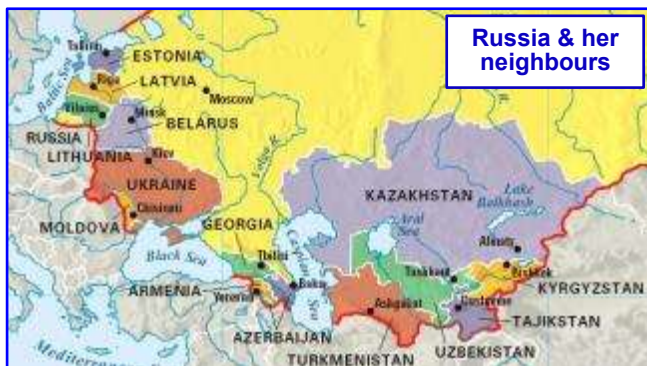 Russia & her
neighbours
Tallinn
ESTONIA
Baltic Sea
Riga
LATVIA
Moscow
Vilnius
Minsk
BELARUS
RUSSIA
LITHUANIA
Kiev
Volga R
UKRAINE
KAZAKHSTAN
Lake
Balkhash
Chisinau
MOLDOVA
GEORGIA
Aral
Sea
Almaty
Black Sea
Caspian
Sea
Tbilisi
Tashkent
Bishkek
KYRGYZSTAN
ARMENIA
Yerevan
Baku
Ashgabat
Dushanbe
TAJIKSTAN
AZERBAIJAN
UZBEKISTAN
TURKMENISTAN
Mediterranean